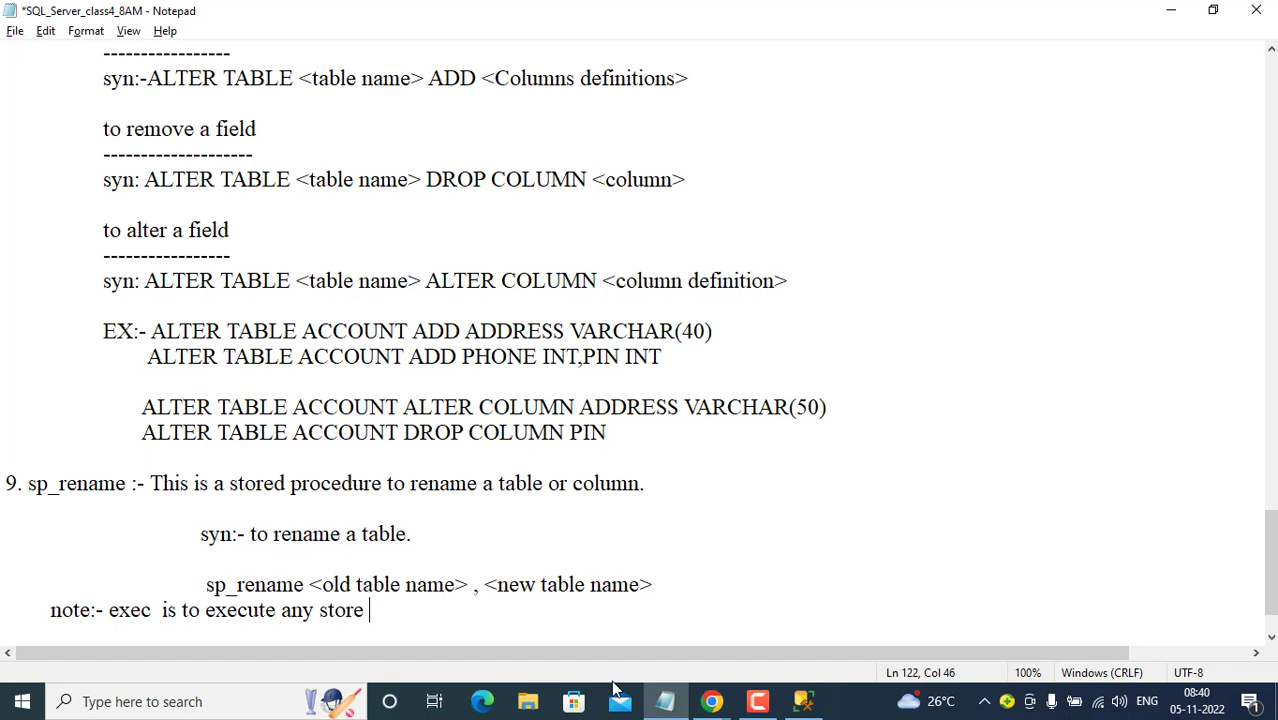 *SQL_Server_class4_8AM - Notepad
File Edit Format View Help
-----------------
syn:-ALTER TABLE <table name> ADD <Columns definitions>
to remove a field
--------------------
syn: ALTER TABLE <table name> DROP COLUMN <column>
to alter a field
-----------------
syn: ALTER TABLE <table name> ALTER COLUMN <column definition>
EX:- ALTER TABLE ACCOUNT ADD ADDRESS VARCHAR(40)
ALTER TABLE ACCOUNT ADD PHONE INT,PIN INT
ALTER TABLE ACCOUNT ALTER COLUMN ADDRESS VARCHAR(50)
ALTER TABLE ACCOUNT DROP COLUMN PIN
9. sp_rename :- This is a stored procedure to rename a table or column.
syn:- to rename a table.
sp_rename <old table name> , <new table name>
note:- exec  is to execute any store
Ln 122, Col 46 100% Windows (CRLF) UTF-8
Type here to search 26°C ENG 08:40 05-11-2022 1